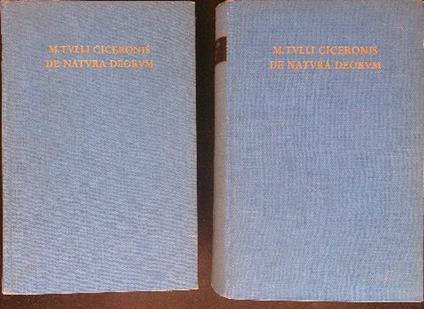 M. TVLLI CICERONIS
DE NATVRA DEORVM
M. TVLLI CICERONIS
DE NATVRA DEORVM